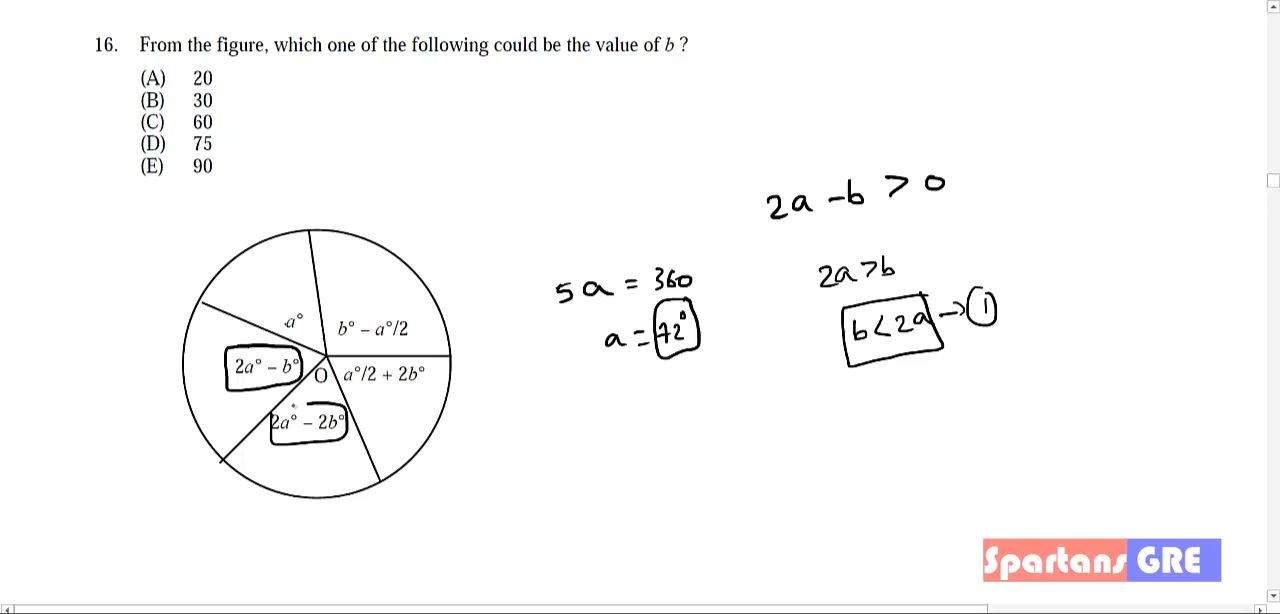 16. From the figure, which one of the following could be the value of b ?
(A) 20
(B) 30
(C) 60
(D) 75
(E) 90
2a - b > 0
5a = 360
2a > b
a = 72°
b < 2a → ①
a°
b° – a°/2
2a° – b°
O
a°/2 + 2b°
2a° – 2b°
Spartans GRE